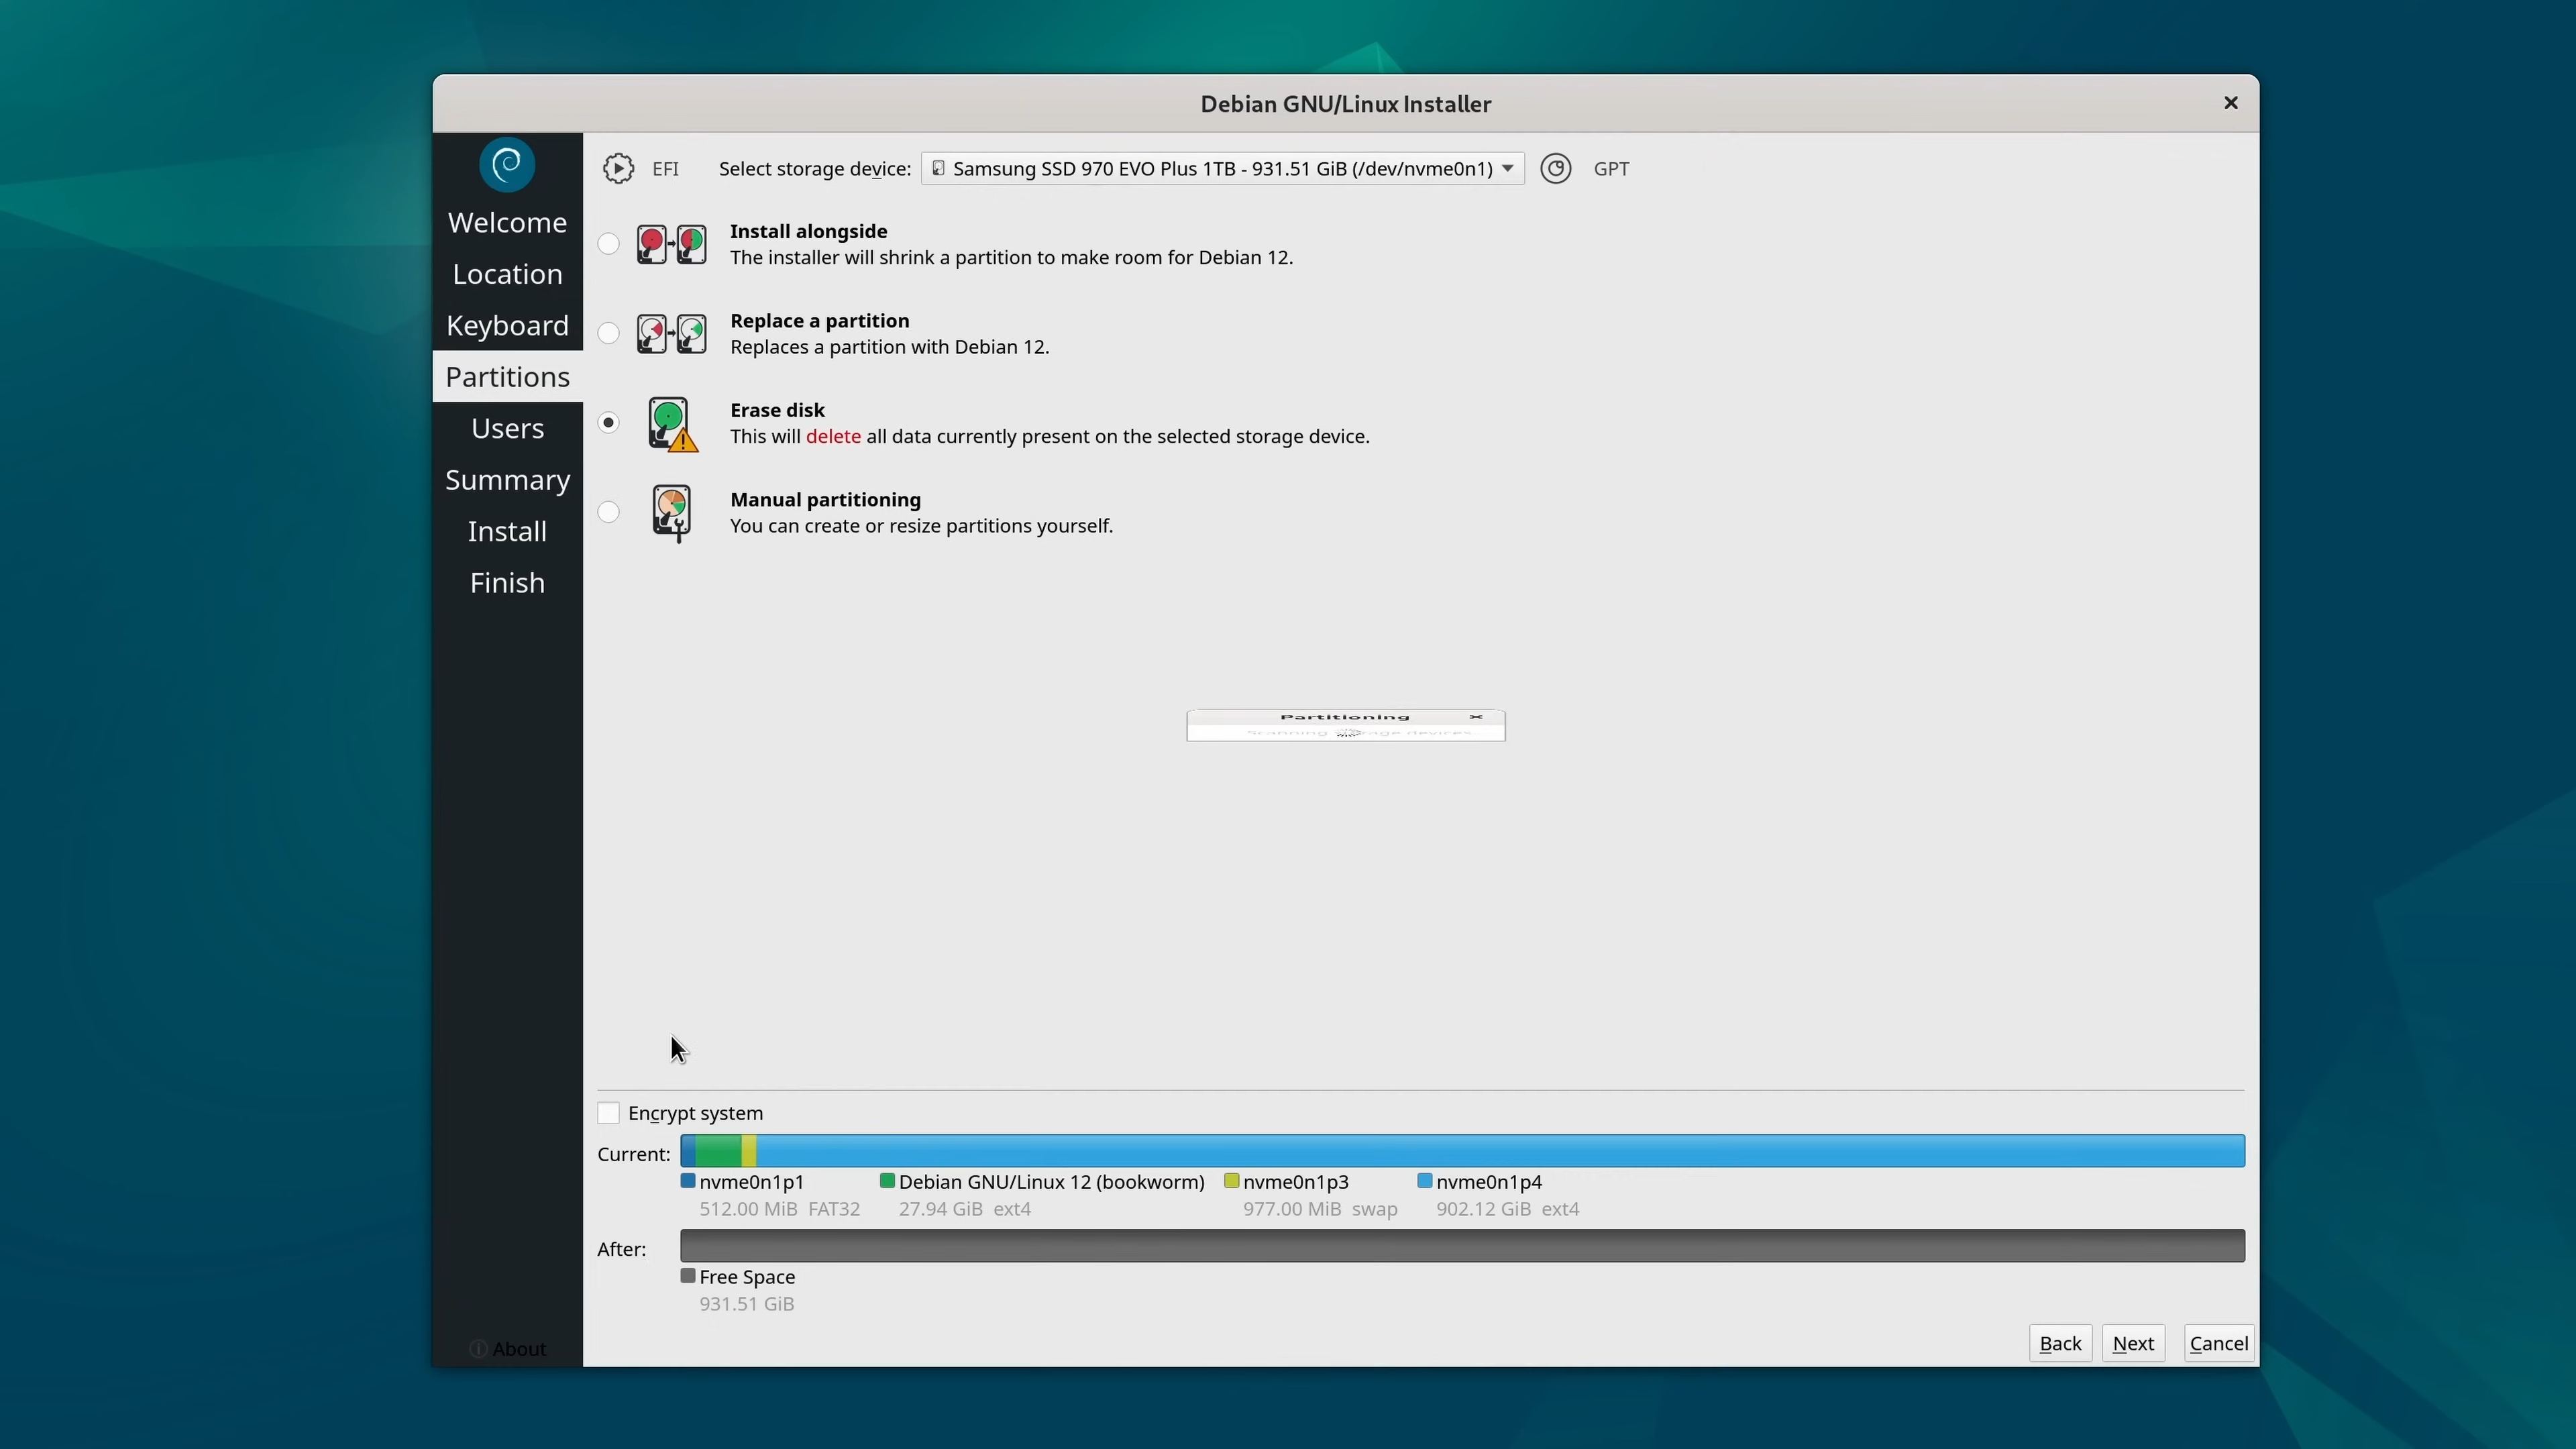 Debian GNU/Linux Installer
Welcome
Location
Keyboard
Partitions
Users
Summary
Install
Finish
About
EFI Select storage device: Samsung SSD 970 EVO Plus 1TB - 931.51 GiB (/dev/nvme0n1) GPT
Install alongside
The installer will shrink a partition to make room for Debian 12.
Replace a partition
Replaces a partition with Debian 12.
Erase disk
This will delete all data currently present on the selected storage device.
Manual partitioning
You can create or resize partitions yourself.
Partitioning
Scanning storage devices...
Encrypt system
Current:
nvme0n1p1 Debian GNU/Linux 12 (bookworm) nvme0n1p3 nvme0n1p4
512.00 MiB FAT32 27.94 GiB ext4 977.00 MiB swap 902.12 GiB ext4
After:
Free Space
931.51 GiB
Back Next Cancel